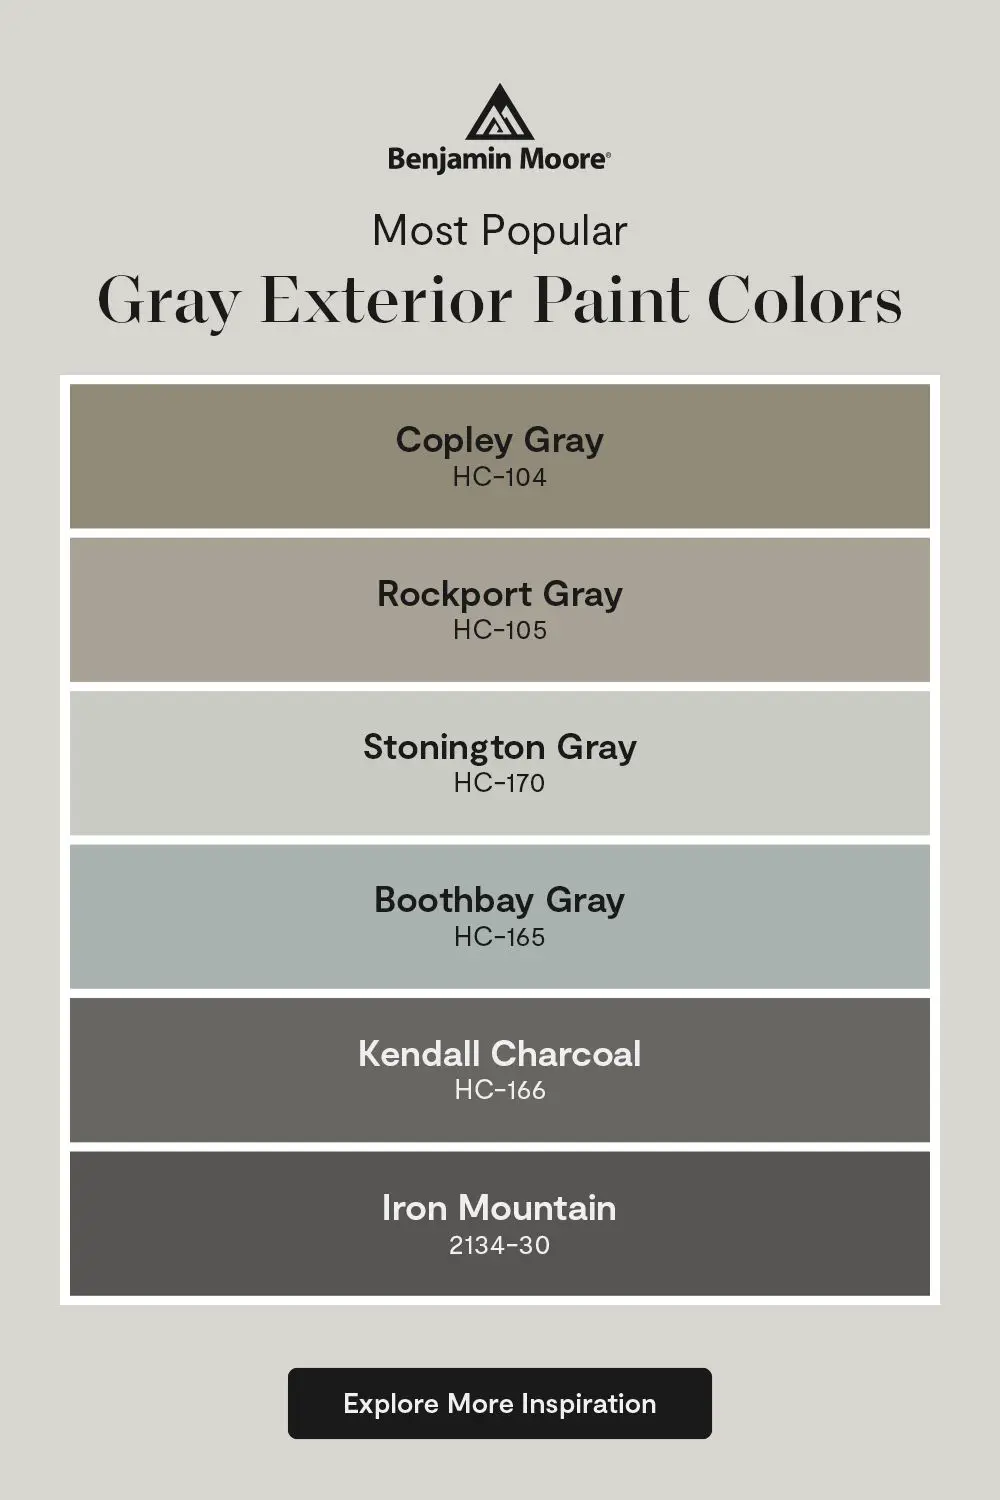 Benjamin Moore®
Most Popular
Gray Exterior Paint Colors
Copley Gray
HC-104
Rockport Gray
HC-105
Stonington Gray
HC-170
Boothbay Gray
HC-165
Kendall Charcoal
HC-166
Iron Mountain
2134-30
Explore More Inspiration